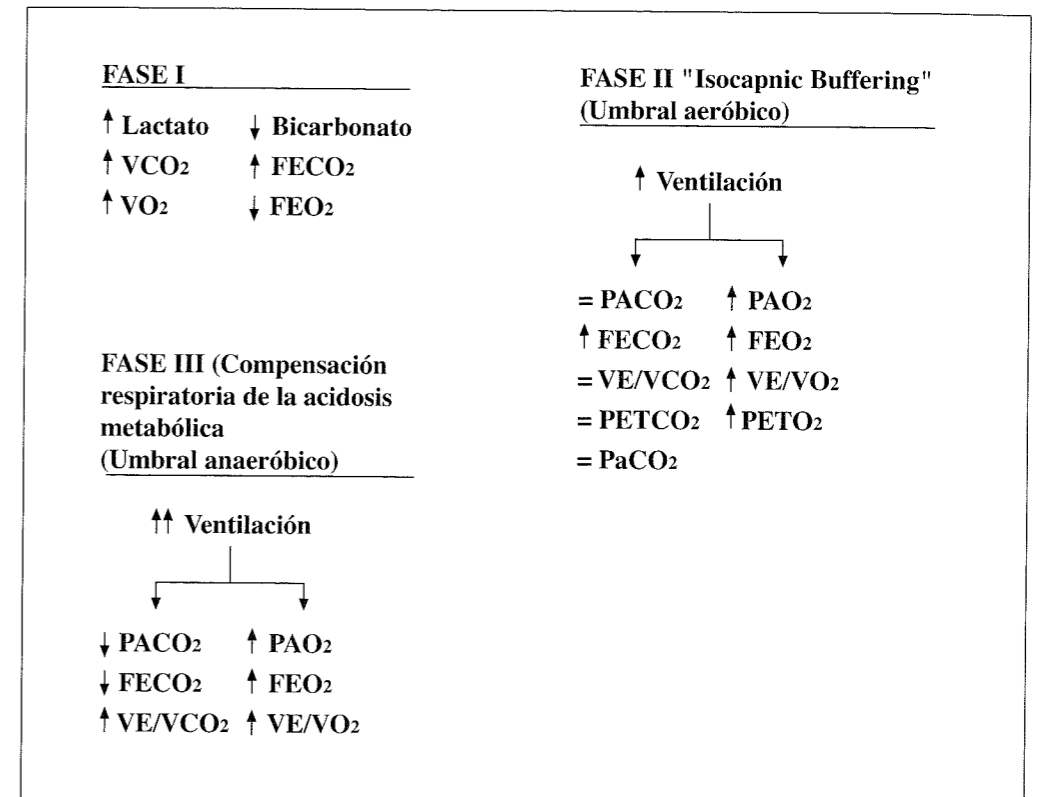 FASE I
↑ Lactato ↓ Bicarbonato
↑ VCO2 ↑ FECO2
↑ VO2 ↓ FEO2
FASE II "Isocapnic Buffering"
(Umbral aeróbico)
↑ Ventilación
= PACO2 ↑ PAO2
↑ FECO2 ↑ FEO2
= VE/VCO2 ↑ VE/VO2
= PETCO2 ↑ PETO2
= PaCO2
FASE III (Compensación
respiratoria de la acidosis
metabólica
(Umbral anaeróbico)
↑↑ Ventilación
↓ PACO2 ↑ PAO2
↓ FECO2 ↑ FEO2
↑ VE/VCO2 ↑ VE/VO2